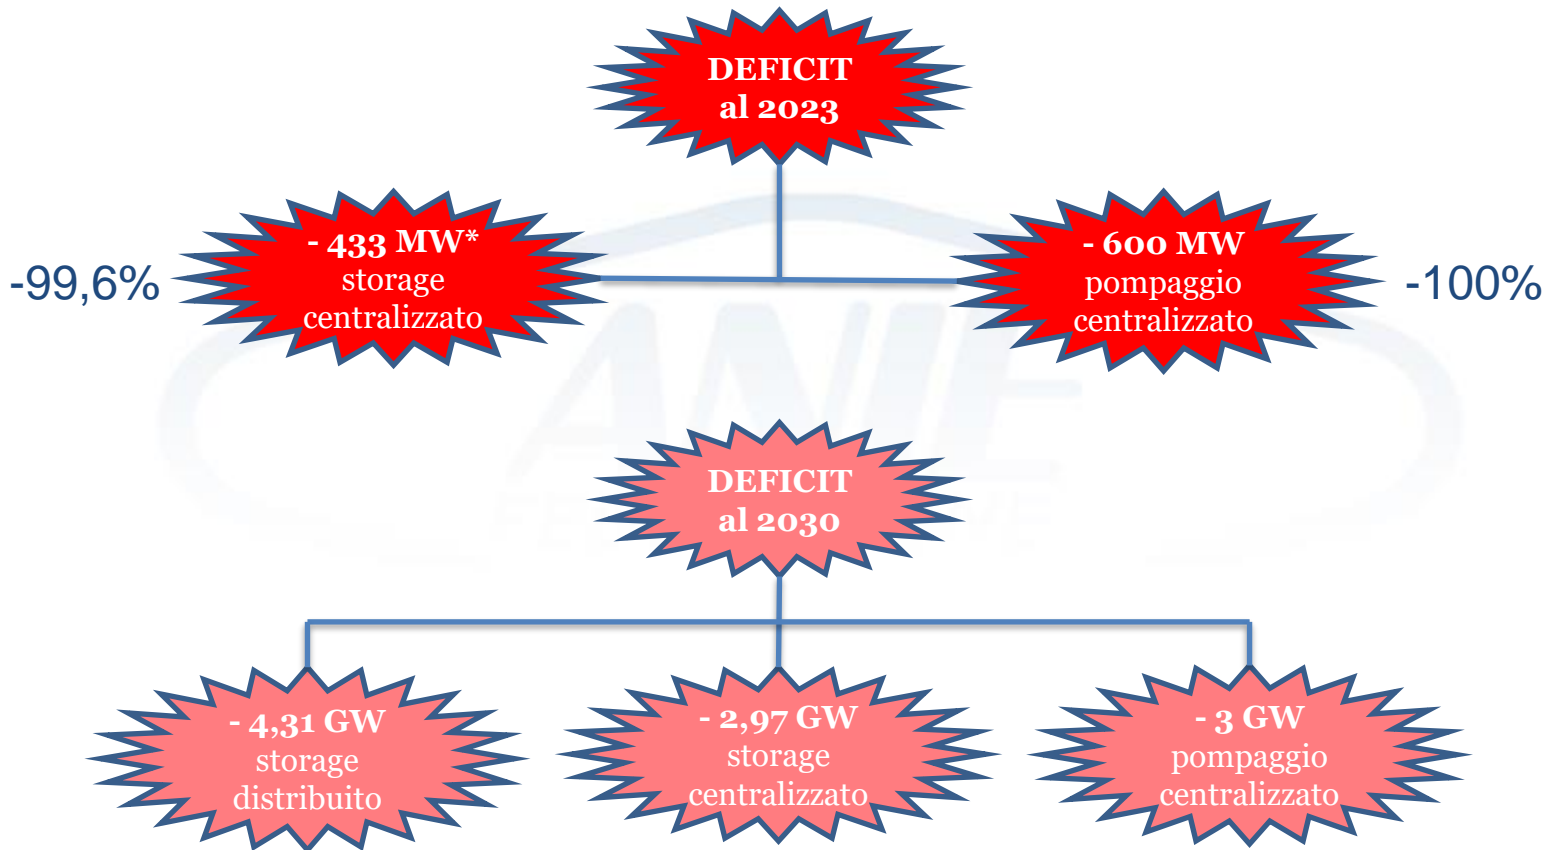 DEFICIT
al 2023
-99,6%
- 433 MW*
storage
centralizzato
- 600 MW
pompaggio
centralizzato
-100%
ANIE
DEFICIT
al 2030
- 4,31 GW
storage
distribuito
- 2,97 GW
storage
centralizzato
- 3 GW
pompaggio
centralizzato